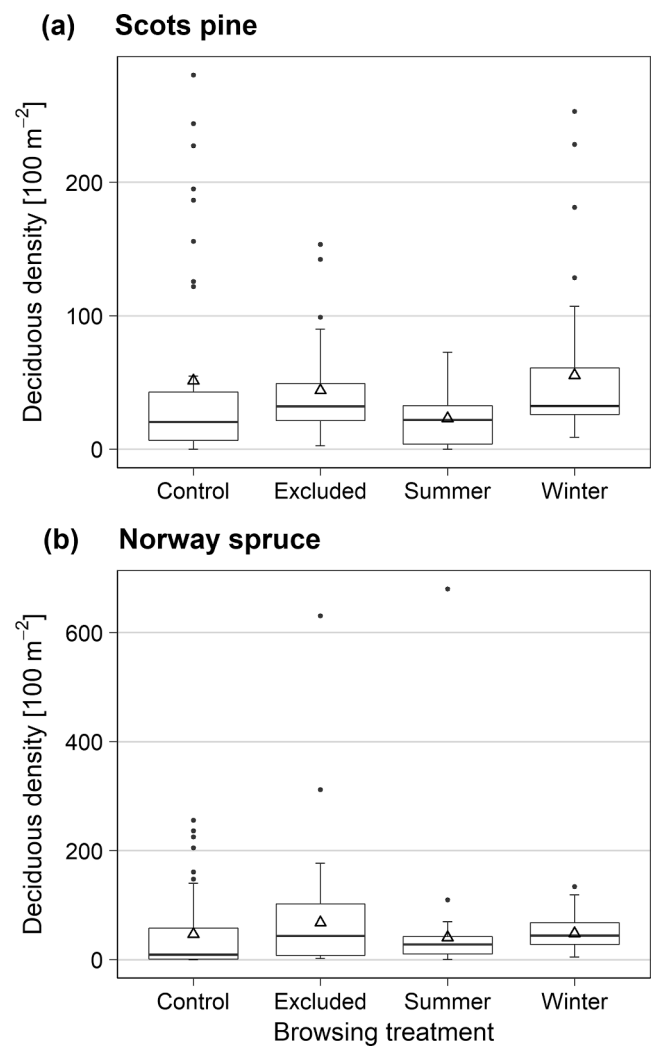 (a) Scots pine
Deciduous density [100 m⁻²]
200
100
0
Control Excluded Summer Winter
(b) Norway spruce
Deciduous density [100 m⁻²]
600
400
200
0
Control Excluded Summer Winter
Browsing treatment